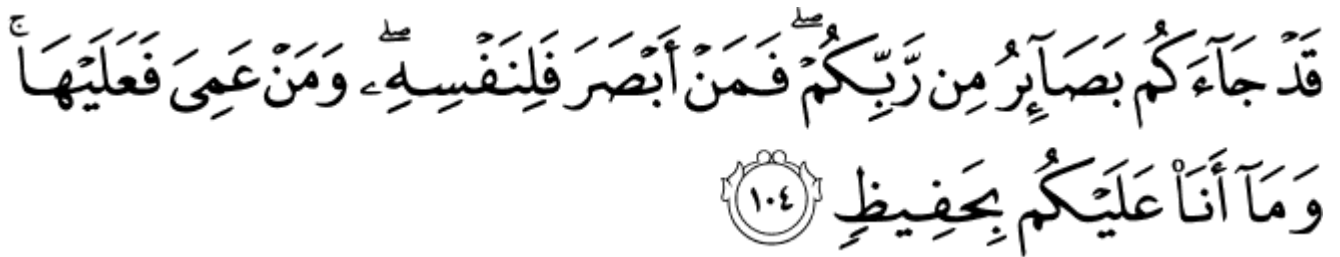 قَدْ جَآءَكُم بَصَآئِرُ مِن رَّبِّكُمْ ۖ فَمَنْ أَبْصَرَ فَلِنَفْسِهِۦ ۖ وَمَنْ عَمِىَ فَعَلَيْهَا ۚ
وَمَآ أَنَا۠ عَلَيْكُم بِحَفِيظٍ ١٠٤